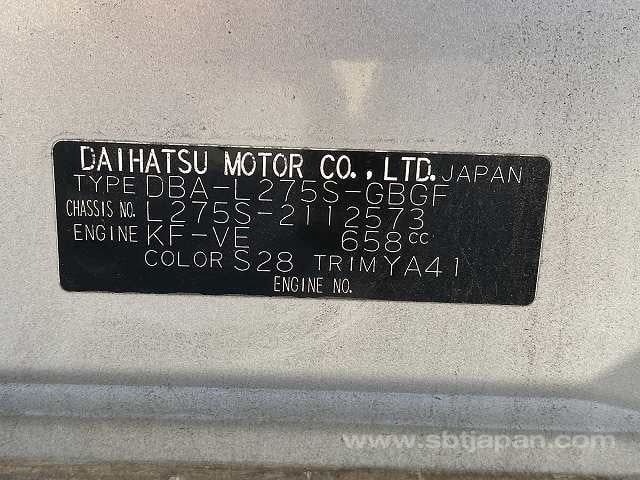 DAIHATSU MOTOR CO., LTD. JAPAN
TYPE DBA-L275S-GBGF
CHASSIS NO. L275S-2112573
ENGINE KF-VE 658cc
COLOR S28 TRIM YA41
ENGINE NO.
www.sbtjapan.com